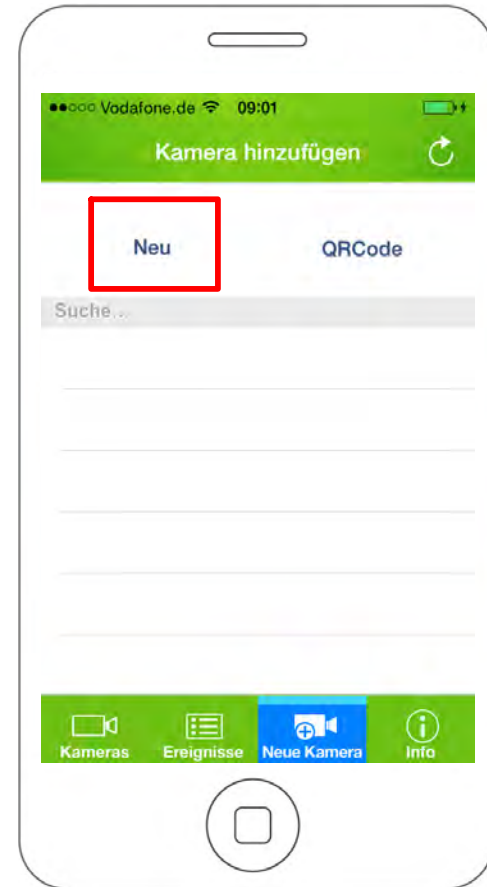 Vodafone.de 09:01
Kamera hinzufügen
Neu QRCode
Suche...
Kameras Ereignisse Neue Kamera Info